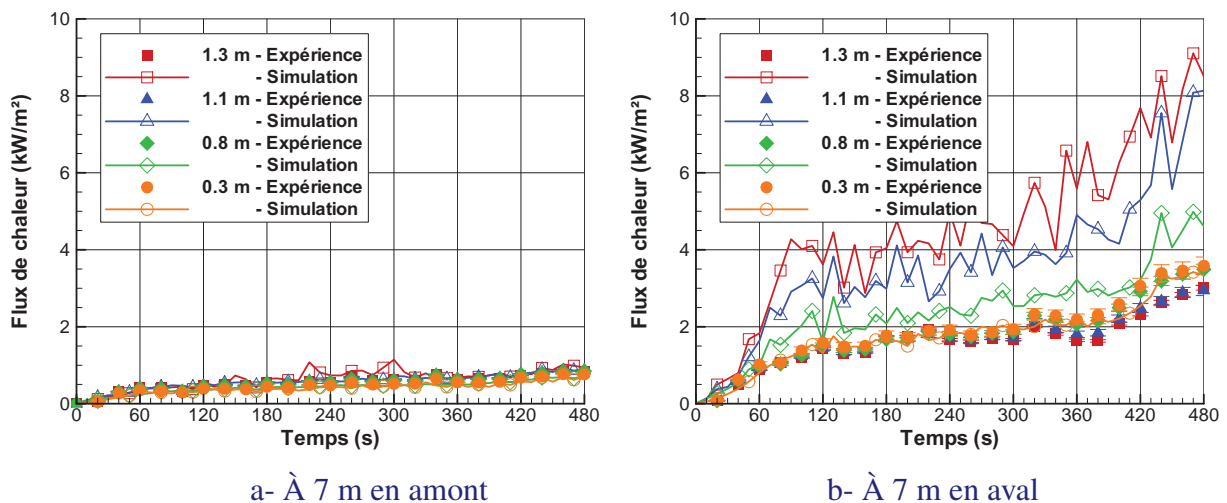 Flux de chaleur (kW/m²)
10
8
6
4
2
0
1.3 m - Expérience
- Simulation
1.1 m - Expérience
- Simulation
0.8 m - Expérience
- Simulation
0.3 m - Expérience
- Simulation
0 60 120 180 240 300 360 420 480
Temps (s)
a- À 7 m en amont
Flux de chaleur (kW/m²)
10
8
6
4
2
0
1.3 m - Expérience
- Simulation
1.1 m - Expérience
- Simulation
0.8 m - Expérience
- Simulation
0.3 m - Expérience
- Simulation
0 60 120 180 240 300 360 420 480
Temps (s)
b- À 7 m en aval